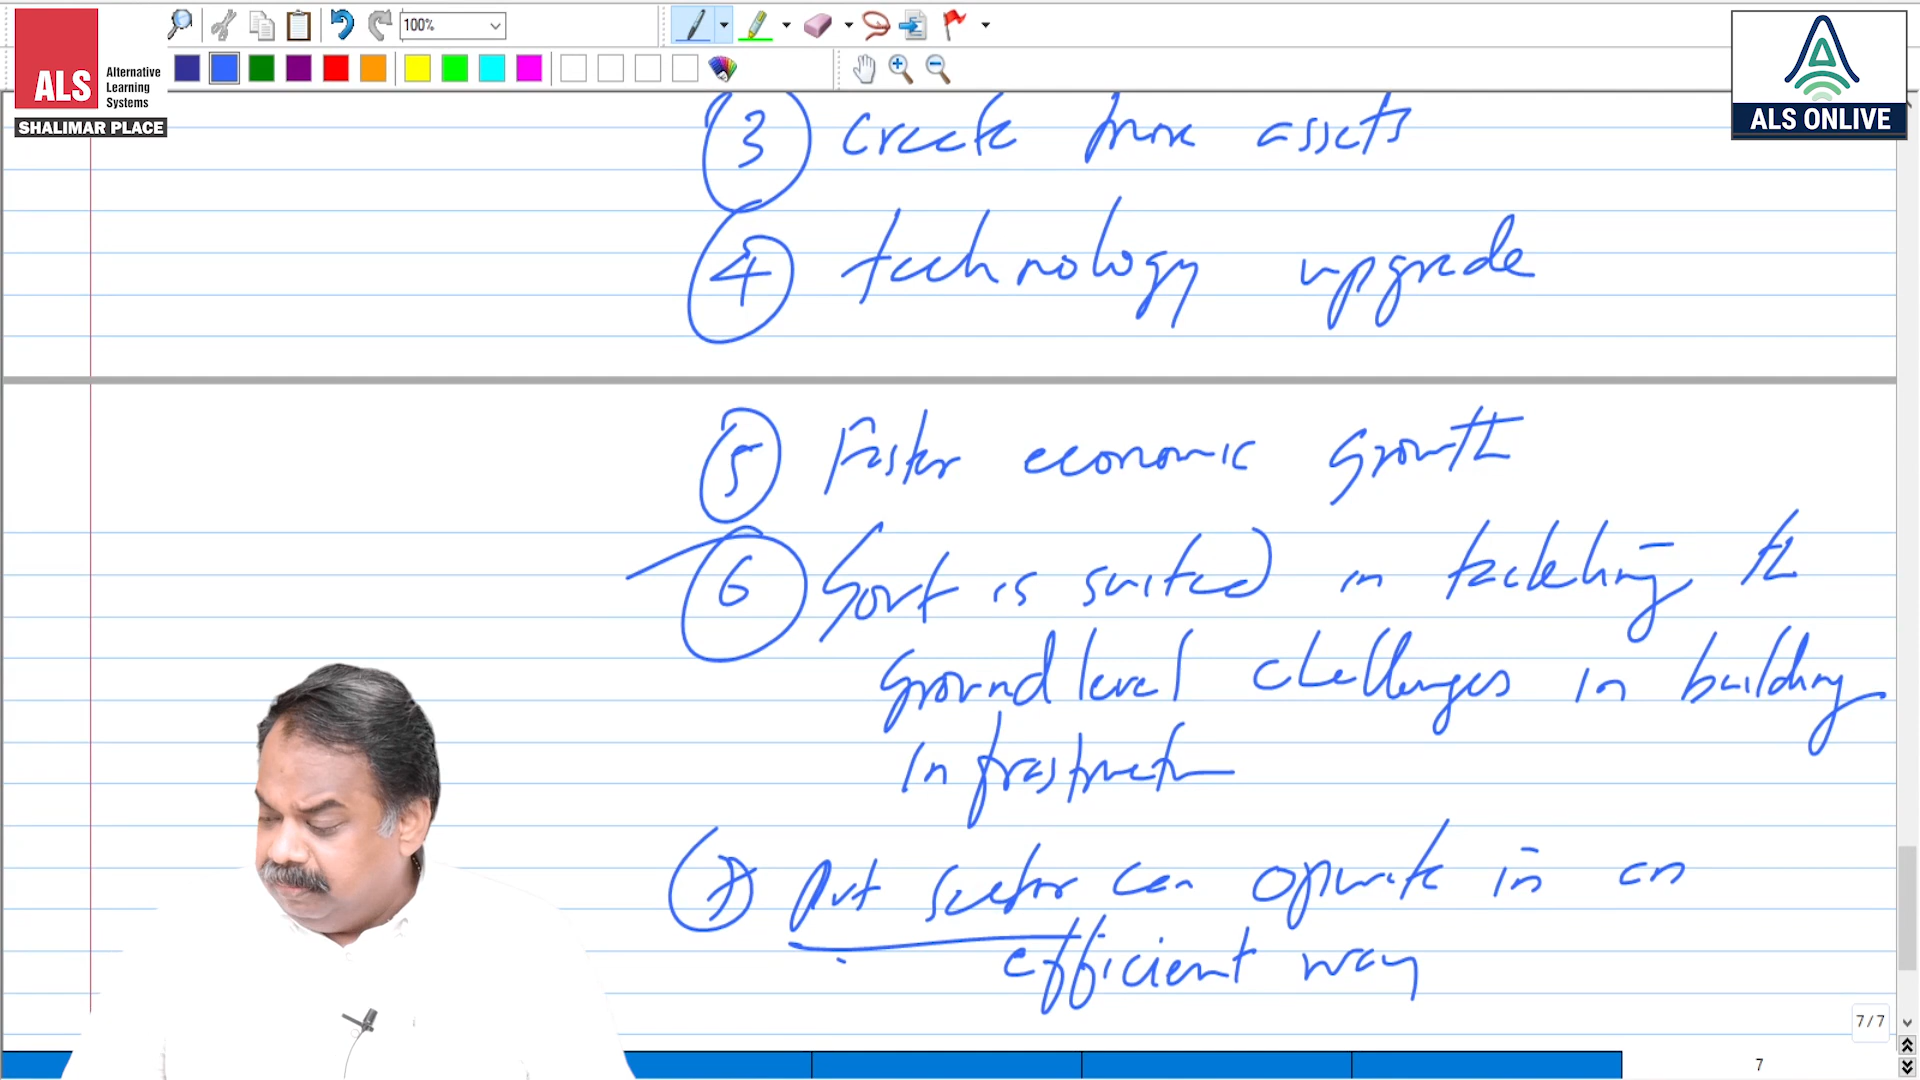 100%
ALS
Alternative
Learning
Systems
SHALIMAR PLACE
ALS ONLIVE
3 create more assets
4 technology upgrade
5 Faster economic growth
6 Govt is suited in tackling the
ground level challenges in building
infrastructure
7 Pvt sector can operate in an
efficient way
7/7
7